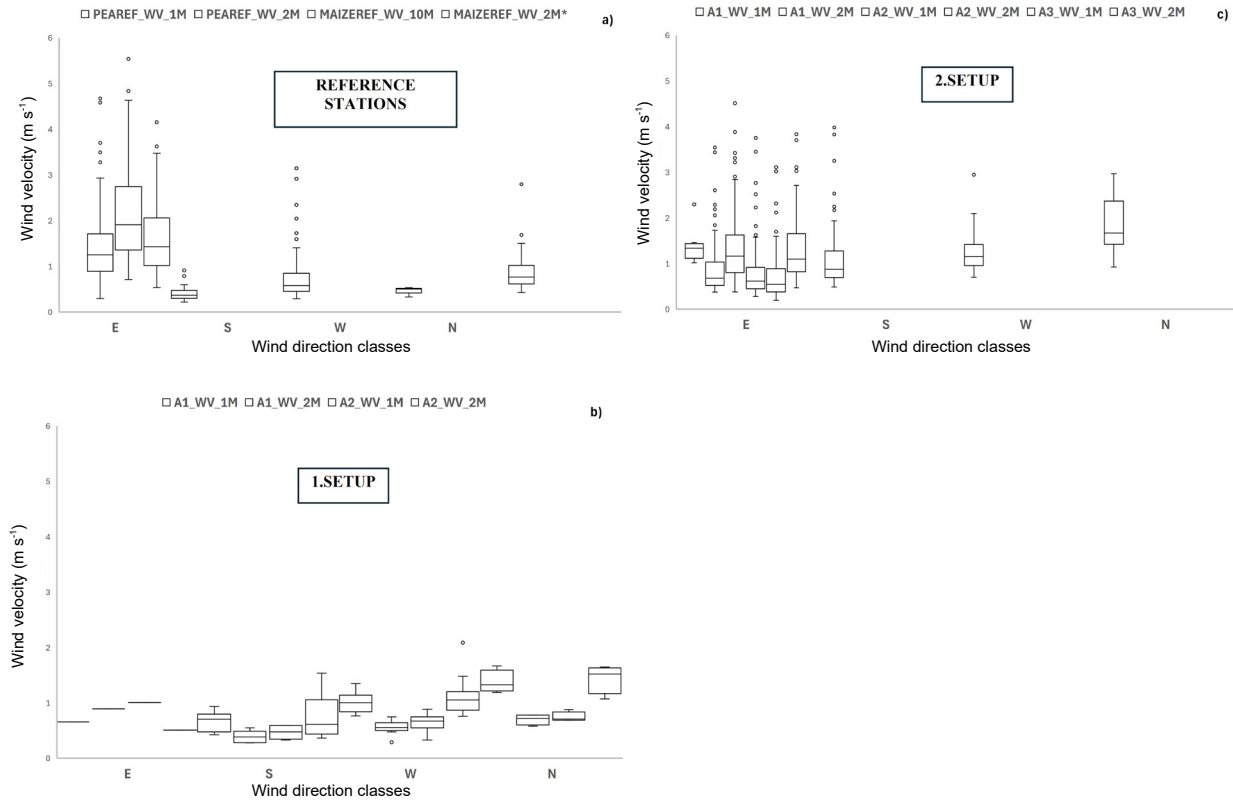 PEAREF_WV_1M PEAREF_WV_2M MAIZEREF_WV_10M MAIZEREF_WV_2M*
a)
6
5
4
3
2
1
0
Wind velocity (m s-1)
REFERENCE
STATIONS
E S W N
Wind direction classes
A1_WV_1M A1_WV_2M A2_WV_1M A2_WV_2M A3_WV_1M A3_WV_2M
c)
6
5
4
3
2
1
0
Wind velocity (m s-1)
2.SETUP
E S W N
Wind direction classes
A1_WV_1M A1_WV_2M A2_WV_1M A2_WV_2M
b)
6
5
4
3
2
1
0
Wind velocity (m s-1)
1.SETUP
E S W N
Wind direction classes